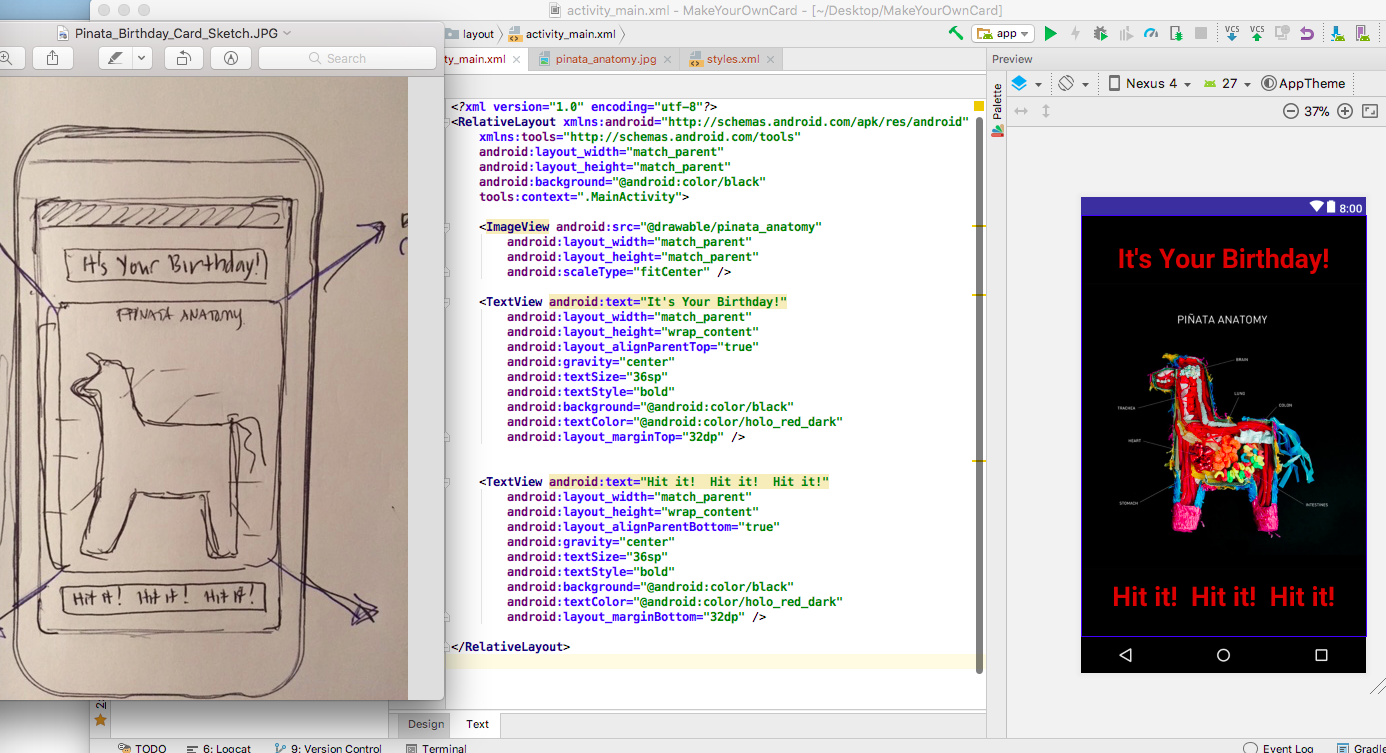 activity_main.xml - MakeYourOwnCard - [~/Desktop/MakeYourOwnCard]
Pinata_Birthday_Card_Sketch.JPG
Search
It's Your Birthday!
PIÑATA ANATOMY
Hit it! Hit it! Hit it!
layout
activity_main.xml
app
VCS
VCS
ty_main.xml
pinata_anatomy.jpg
styles.xml
<?xml version="1.0" encoding="utf-8"?>
<RelativeLayout xmlns:android="http://schemas.android.com/apk/res/android"
xmlns:tools="http://schemas.android.com/tools"
android:layout_width="match_parent"
android:layout_height="match_parent"
android:background="@android:color/black"
tools:context=".MainActivity">
<ImageView android:src="@drawable/pinata_anatomy"
android:layout_width="match_parent"
android:layout_height="match_parent"
android:scaleType="fitCenter" />
<TextView android:text="It's Your Birthday!"
android:layout_width="match_parent"
android:layout_height="wrap_content"
android:layout_alignParentTop="true"
android:gravity="center"
android:textSize="36sp"
android:textStyle="bold"
android:background="@android:color/black"
android:textColor="@android:color/holo_red_dark"
android:layout_marginTop="32dp" />
<TextView android:text="Hit it!  Hit it!  Hit it!"
android:layout_width="match_parent"
android:layout_height="wrap_content"
android:layout_alignParentBottom="true"
android:gravity="center"
android:textSize="36sp"
android:textStyle="bold"
android:background="@android:color/black"
android:textColor="@android:color/holo_red_dark"
android:layout_marginBottom="32dp" />
</RelativeLayout>
Design Text
Preview
Palette
Nexus 4 27 AppTheme
37%
8:00
It's Your Birthday!
PIÑATA ANATOMY
BRAIN
LUNG
TRACHEA
COLON
HEART
STOMACH
INTESTINES
Hit it! Hit it! Hit it!
TODO 6: Logcat 9: Version Control Terminal
Event Log Gradle